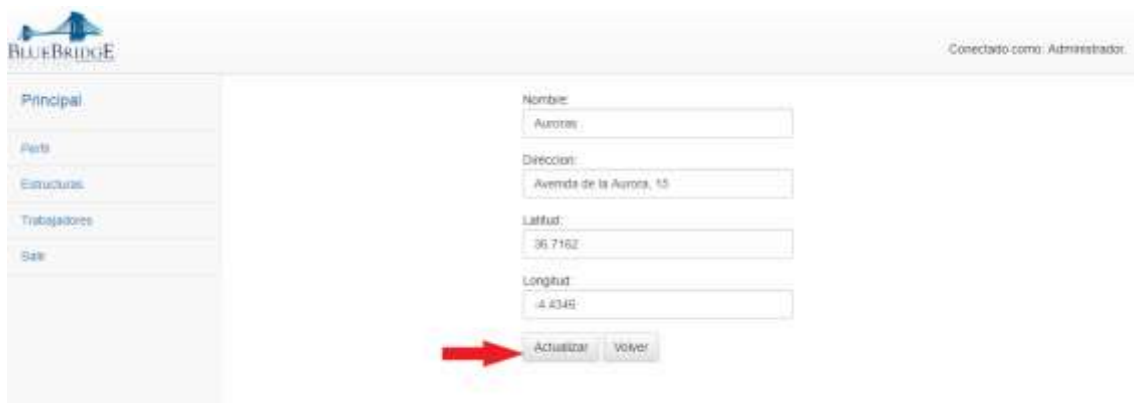 BLUEBRIDGE
Conectado como: Administrador.
Principal
Perfil
Estructuras
Trabajadores
Salir
Nombre:
Auroras
Direccion:
Avenida de la Aurora, 15
Latitud:
36.7162
Longitud:
-4.4346
Actualizar
Volver